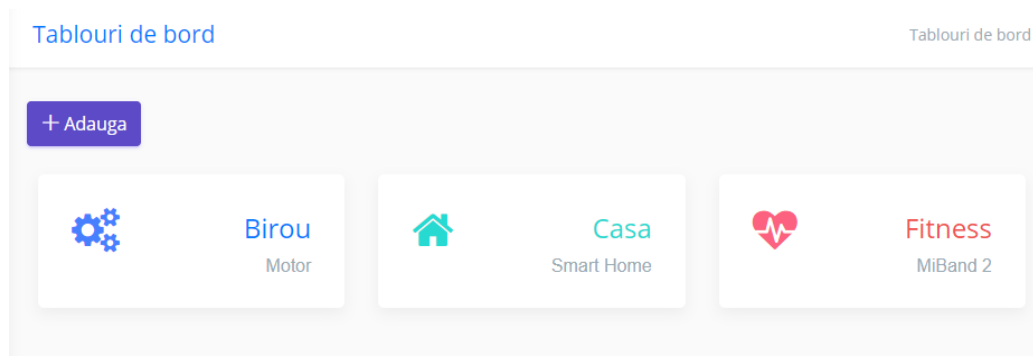 Tablouri de bord
Tablouri de bord
+ Adauga
Birou
Motor
Casa
Smart Home
Fitness
MiBand 2